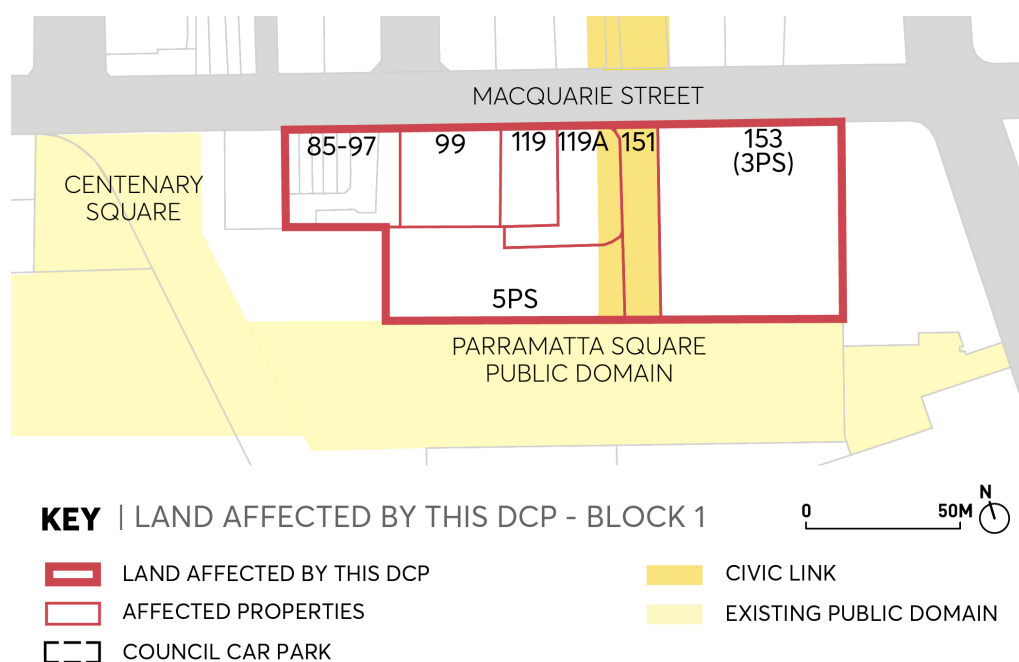 MACQUARIE STREET
85-97 99 119 119A 151 153
(3PS)
CENTENARY
SQUARE
5PS
PARRAMATTA SQUARE
PUBLIC DOMAIN
KEY | LAND AFFECTED BY THIS DCP - BLOCK 1
0 50M N
LAND AFFECTED BY THIS DCP
CIVIC LINK
AFFECTED PROPERTIES
EXISTING PUBLIC DOMAIN
COUNCIL CAR PARK